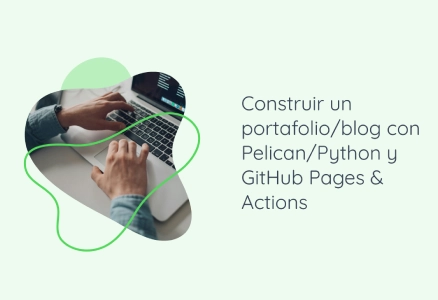 Construir un
portafolio/blog con
Pelican/Python y
GitHub Pages &
Actions